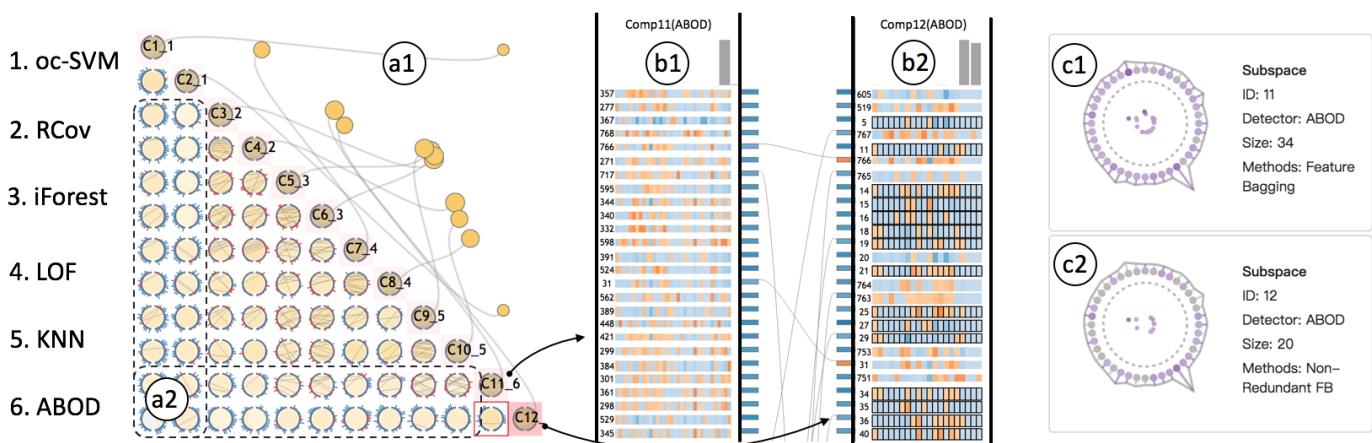 1. oc-SVM
2. RCov
3. iForest
4. LOF
5. KNN
6. ABOD
C1_1
C2_1
C3_2
C4_2
C5_3
C6_3
C7_4
C8_4
C9_5
C10_5
C11_6
C12_
a1
a2
Comp11(ABOD)
b1
357
277
367
768
766
271
717
595
344
340
332
598
391
524
31
562
389
448
421
299
384
301
361
298
529
345
Comp12(ABOD)
b2
605
519
5
767
11
766
765
14
15
16
18
19
20
21
764
763
25
27
29
753
31
751
34
35
36
40
c1
Subspace
ID: 11
Detector: ABOD
Size: 34
Methods: Feature
Bagging
c2
Subspace
ID: 12
Detector: ABOD
Size: 20
Methods: Non-
Redundant FB